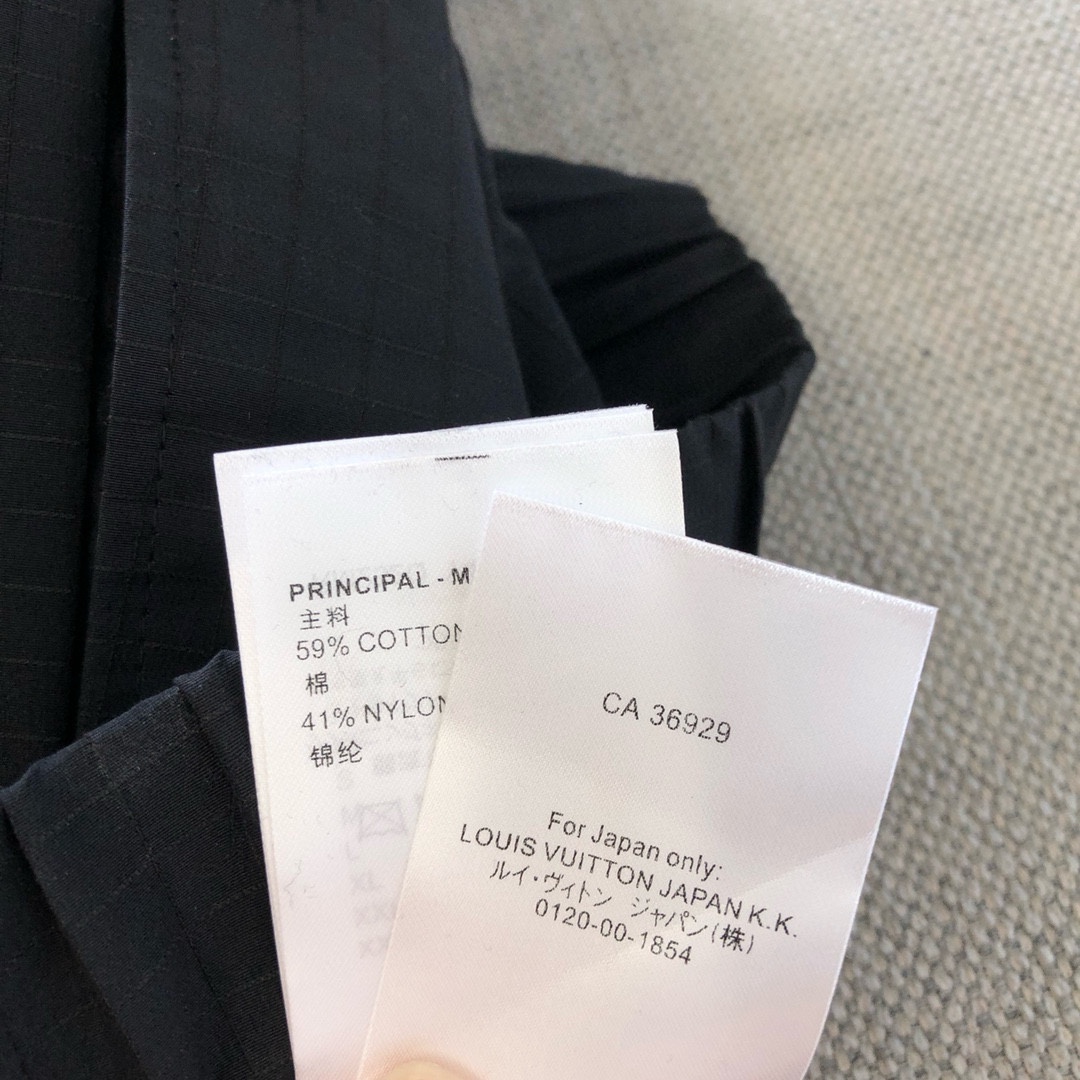 PRINCIPAL - M
主料
59% COTTON
棉
41% NYLON
锦纶
CA 36929
For Japan only:
LOUIS VUITTON JAPAN K.K.
ルイ・ヴィトン ジャパン(株)
0120-00-1854